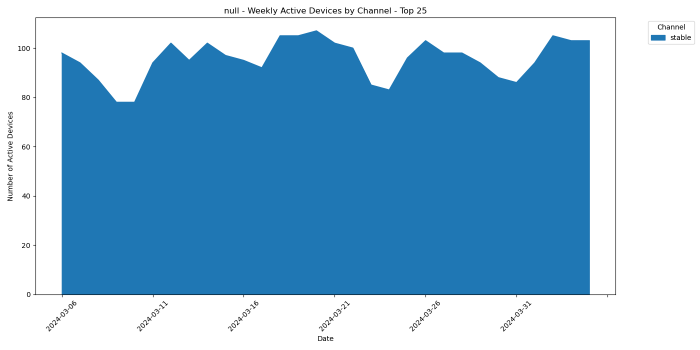 null - Weekly Active Devices by Channel - Top 25
Channel
stable
Number of Active Devices
100
80
60
40
20
0
2024-03-06
2024-03-11
2024-03-16
2024-03-21
2024-03-26
2024-03-31
Date